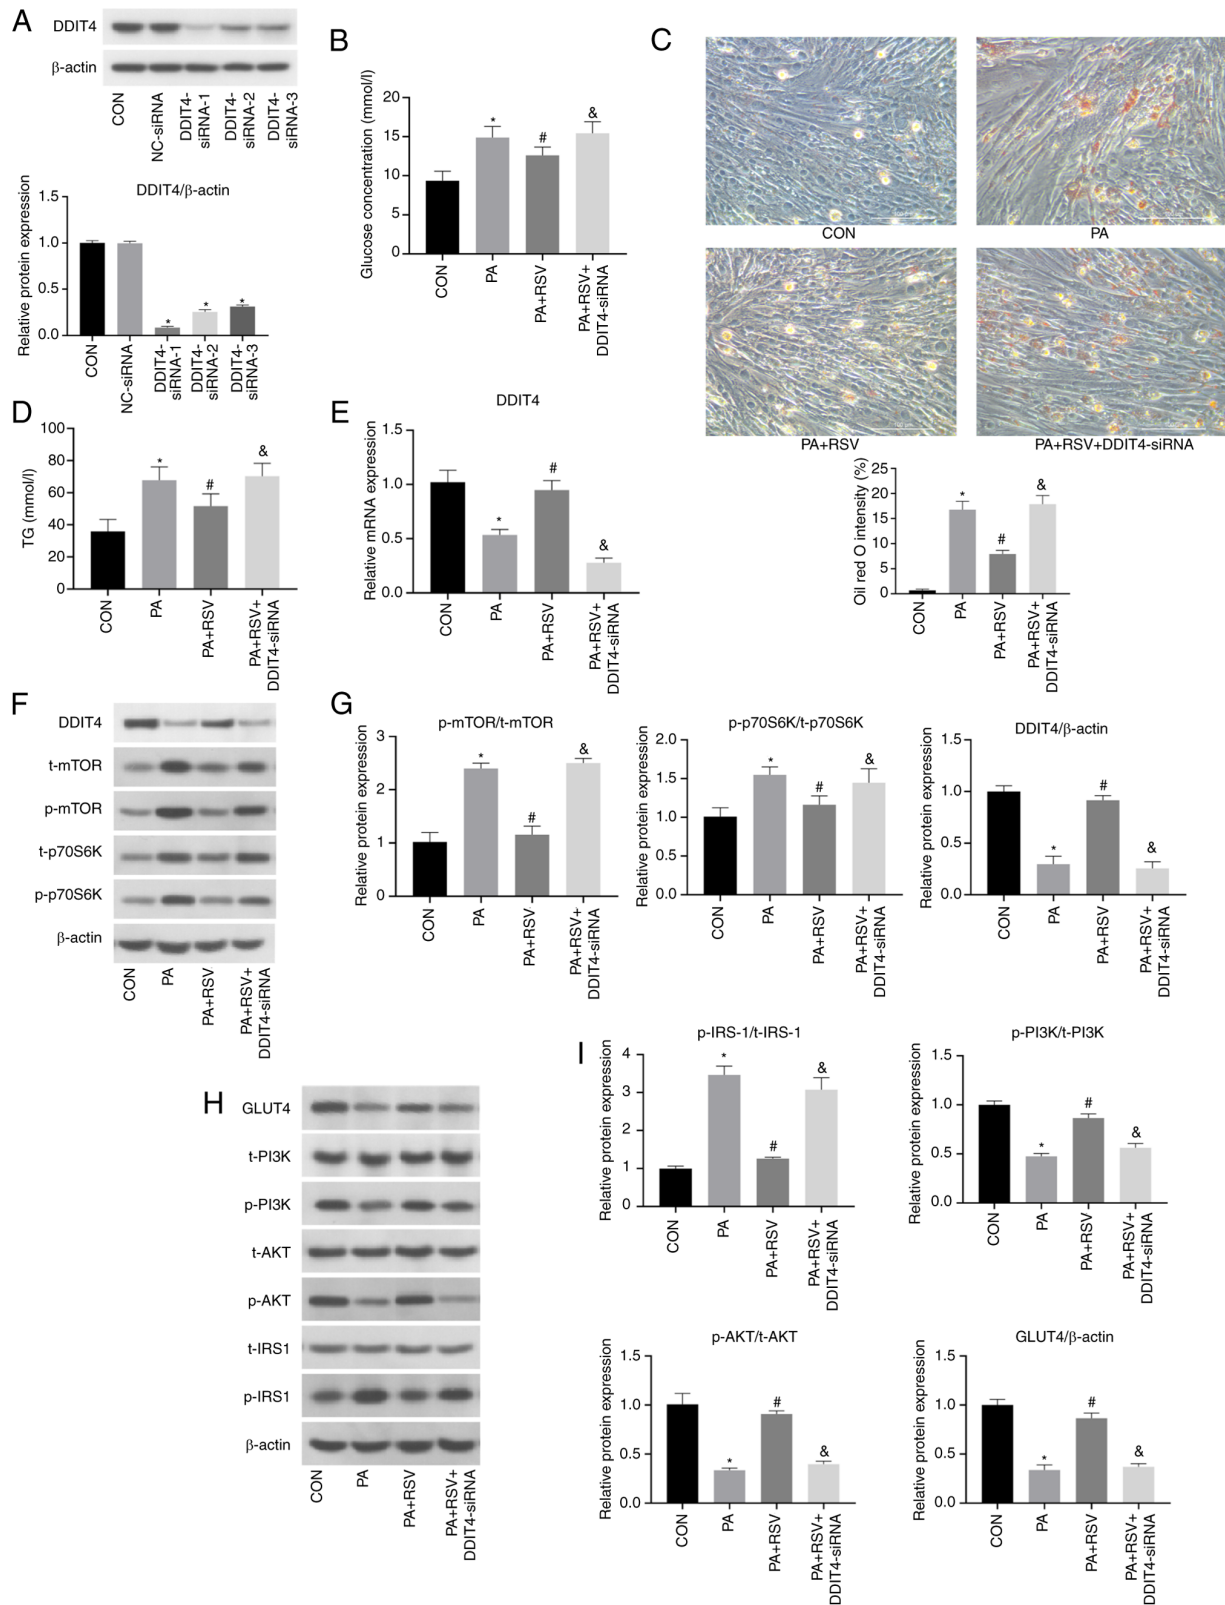 A
DDIT4
β-actin
CON
NC-siRNA
DDIT4-
siRNA-1
DDIT4-
siRNA-2
DDIT4-
siRNA-3
DDIT4/β-actin
Relative protein expression
1.5
1.0
0.5
0.0
*
*
*
CON
NC-siRNA
DDIT4-
siRNA-1
DDIT4-
siRNA-2
DDIT4-
siRNA-3
B
Glucose concentration (mmol/l)
20
15
10
5
0
*
#
&
CON
PA
PA+RSV
PA+RSV+
DDIT4-siRNA
C
CON
PA
PA+RSV
PA+RSV+DDIT4-siRNA
Oil red O intensity (%)
25
20
15
10
5
0
*
#
&
CON
PA
PA+RSV
PA+RSV+
DDIT4-siRNA
D
TG (mmol/l)
100
80
60
40
20
0
*
#
&
CON
PA
PA+RSV
PA+RSV+
DDIT4-siRNA
E
DDIT4
Relative mRNA expression
1.5
1.0
0.5
0.0
*
#
&
CON
PA
PA+RSV
PA+RSV+
DDIT4-siRNA
F
DDIT4
t-mTOR
p-mTOR
t-p70S6K
p-p70S6K
β-actin
CON
PA
PA+RSV
PA+RSV+
DDIT4-siRNA
G
p-mTOR/t-mTOR
Relative protein expression
3
2
1
0
*
#
&
CON
PA
PA+RSV
PA+RSV+
DDIT4-siRNA
p-p70S6K/t-p70S6K
Relative protein expression
2.0
1.5
1.0
0.5
0.0
*
#
&
CON
PA
PA+RSV
PA+RSV+
DDIT4-siRNA
DDIT4/β-actin
Relative protein expression
1.5
1.0
0.5
0.0
*
#
&
CON
PA
PA+RSV
PA+RSV+
DDIT4-siRNA
H
GLUT4
t-PI3K
p-PI3K
t-AKT
p-AKT
t-IRS1
p-IRS1
β-actin
CON
PA
PA+RSV
PA+RSV+
DDIT4-siRNA
I
p-IRS-1/t-IRS-1
Relative protein expression
4
3
2
1
0
*
#
&
CON
PA
PA+RSV
PA+RSV+
DDIT4-siRNA
p-PI3K/t-PI3K
Relative protein expression
1.5
1.0
0.5
0.0
*
#
&
CON
PA
PA+RSV
PA+RSV+
DDIT4-siRNA
p-AKT/t-AKT
Relative protein expression
1.5
1.0
0.5
0.0
*
#
&
CON
PA
PA+RSV
PA+RSV+
DDIT4-siRNA
GLUT4/β-actin
Relative protein expression
1.5
1.0
0.5
0.0
*
#
&
CON
PA
PA+RSV
PA+RSV+
DDIT4-siRNA